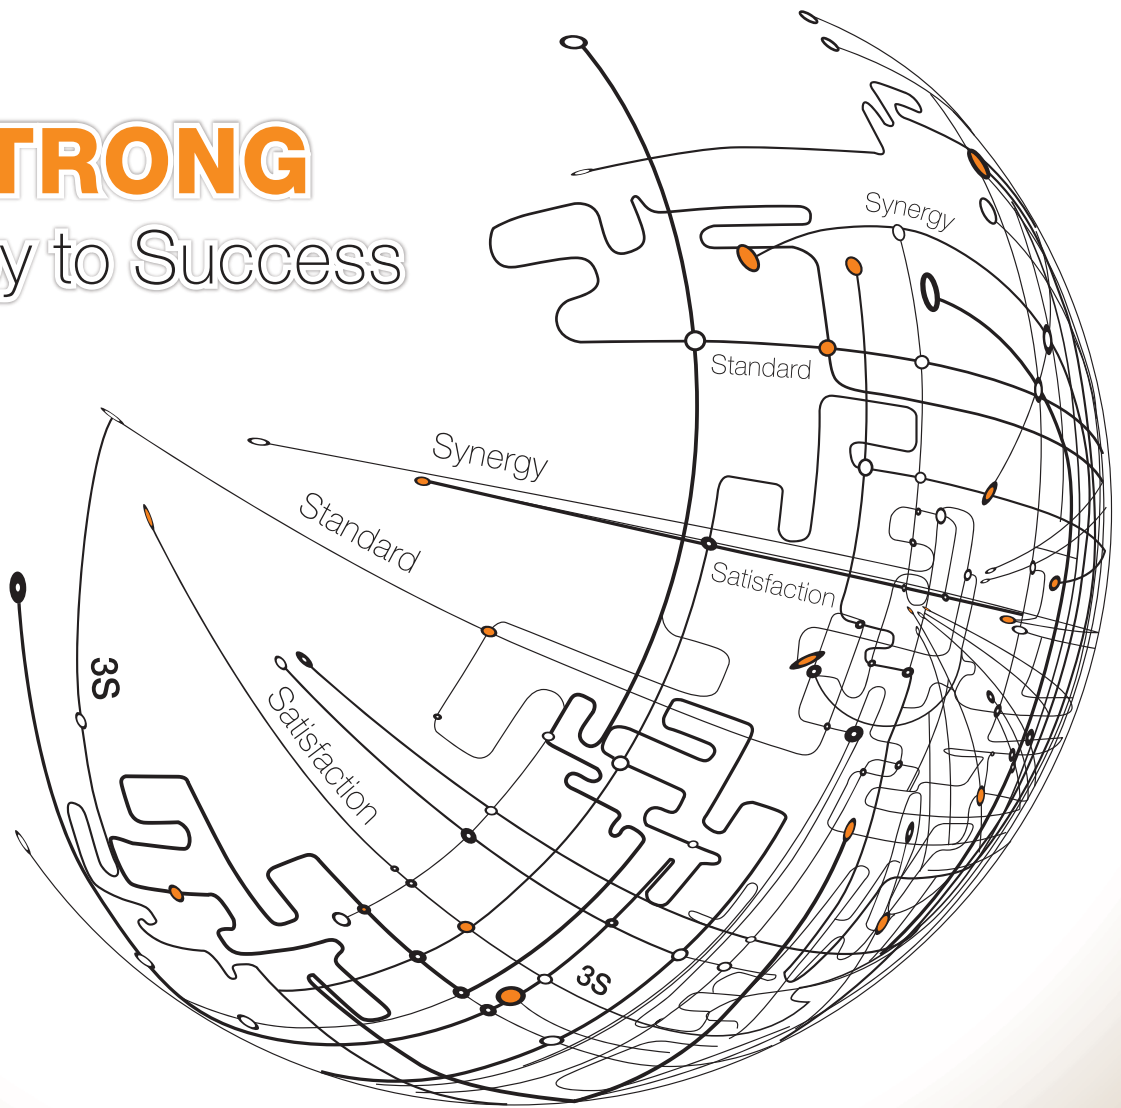 TRONG
y to Success
Synergy
Standard
Synergy
Standard
Satisfaction
3S
Satisfaction
3S